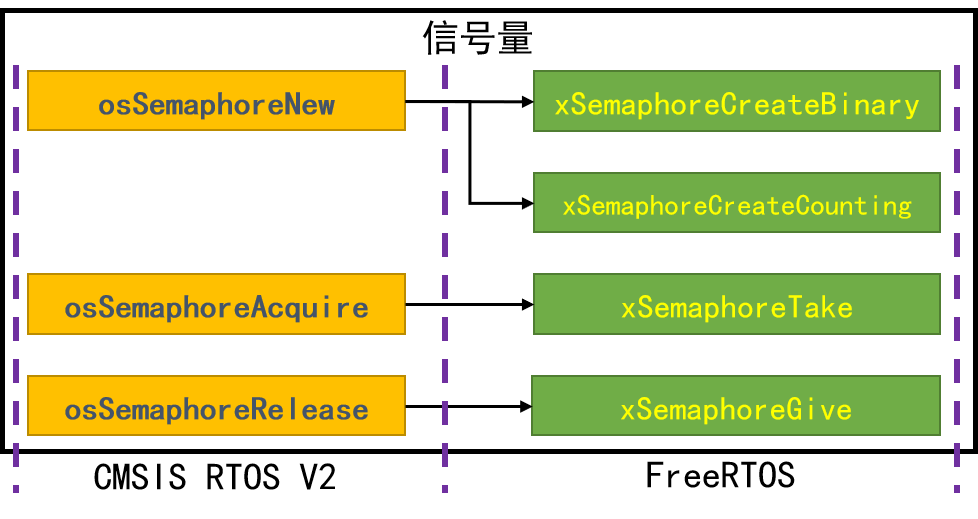 信号量
osSemaphoreNew
xSemaphoreCreateBinary
xSemaphoreCreateCounting
osSemaphoreAcquire
xSemaphoreTake
osSemaphoreRelease
xSemaphoreGive
CMSIS RTOS V2
FreeRTOS